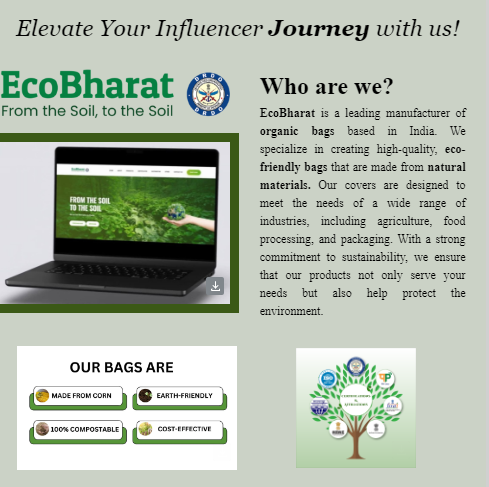 Elevate Your Influencer Journey with us!
EcoBharat
From the Soil, to the Soil
DRDO
Who are we?
EcoBharat is a leading manufacturer of
organic bags based in India. We
specialize in creating high-quality, eco-
friendly bags that are made from natural
materials. Our covers are designed to
meet the needs of a wide range of
industries, including agriculture, food
processing, and packaging. With a strong
commitment to sustainability, we ensure
that our products not only serve your
needs but also help protect the
environment.
FROM THE SOIL
TO THE SOIL
OUR BAGS ARE
MADE FROM CORN
EARTH-FRIENDLY
100% COMPOSTABLE
COST-EFFECTIVE